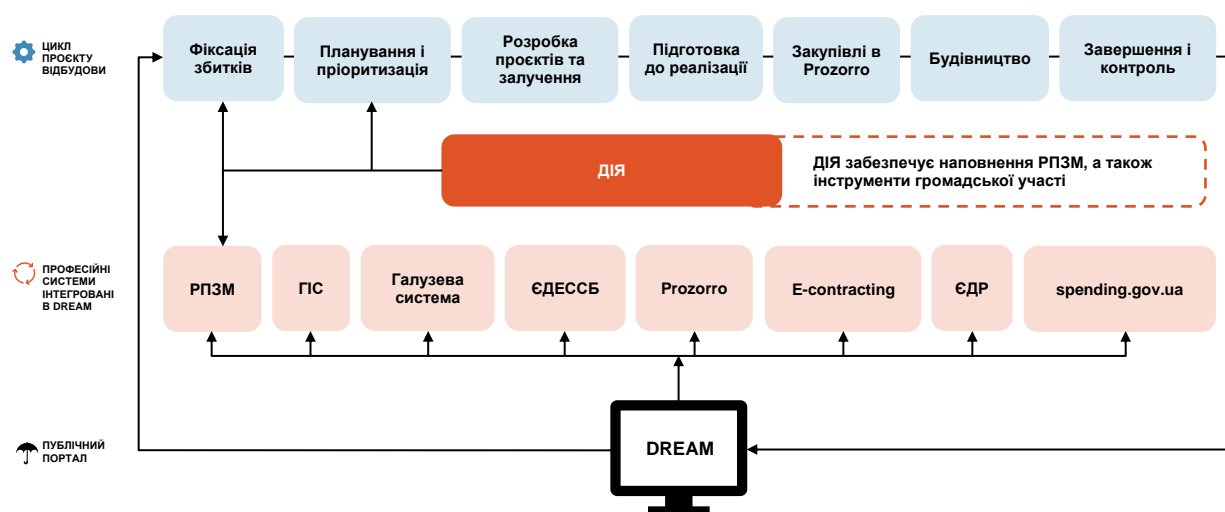 ЦИКЛ
ПРОЄКТУ
ВІДБУДОВИ
Фіксація
збитків
Планування і
пріоритизація
Розробка
проєктів та
залучення
Підготовка
до реалізації
Закупівлі в
Prozorro
Будівництво
Завершення і
контроль
ДІЯ
ДІЯ забезпечує наповнення РПЗМ, а також
інструменти громадської участі
ПРОФЕСІЙНІ
СИСТЕМИ
ІНТЕГРОВАНІ
В DREAM
РПЗМ
ГІС
Галузева
система
ЄДЕССБ
Prozorro
E-contracting
ЄДР
spending.gov.ua
ПУБЛІЧНИЙ
ПОРТАЛ
DREAM